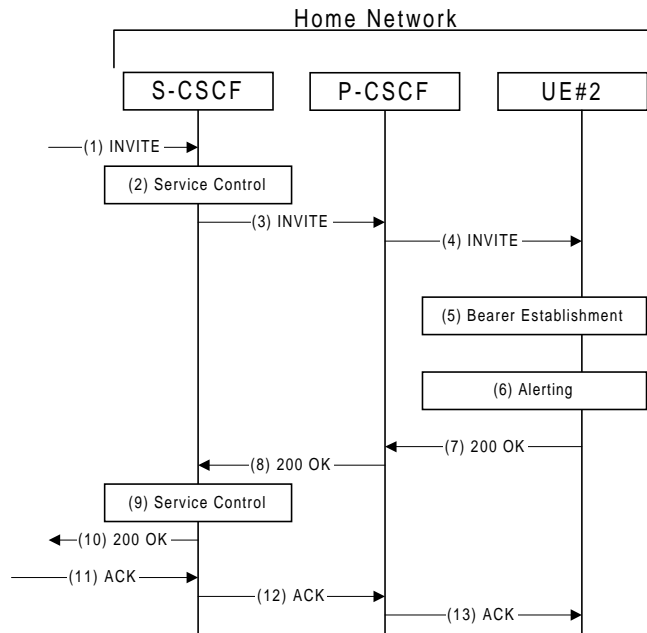 Home Network
S-CSCF
P-CSCF
UE#2
(1) INVITE
(2) Service Control
(3) INVITE
(4) INVITE
(5) Bearer Establishment
(6) Alerting
(7) 200 OK
(8) 200 OK
(9) Service Control
(10) 200 OK
(11) ACK
(12) ACK
(13) ACK